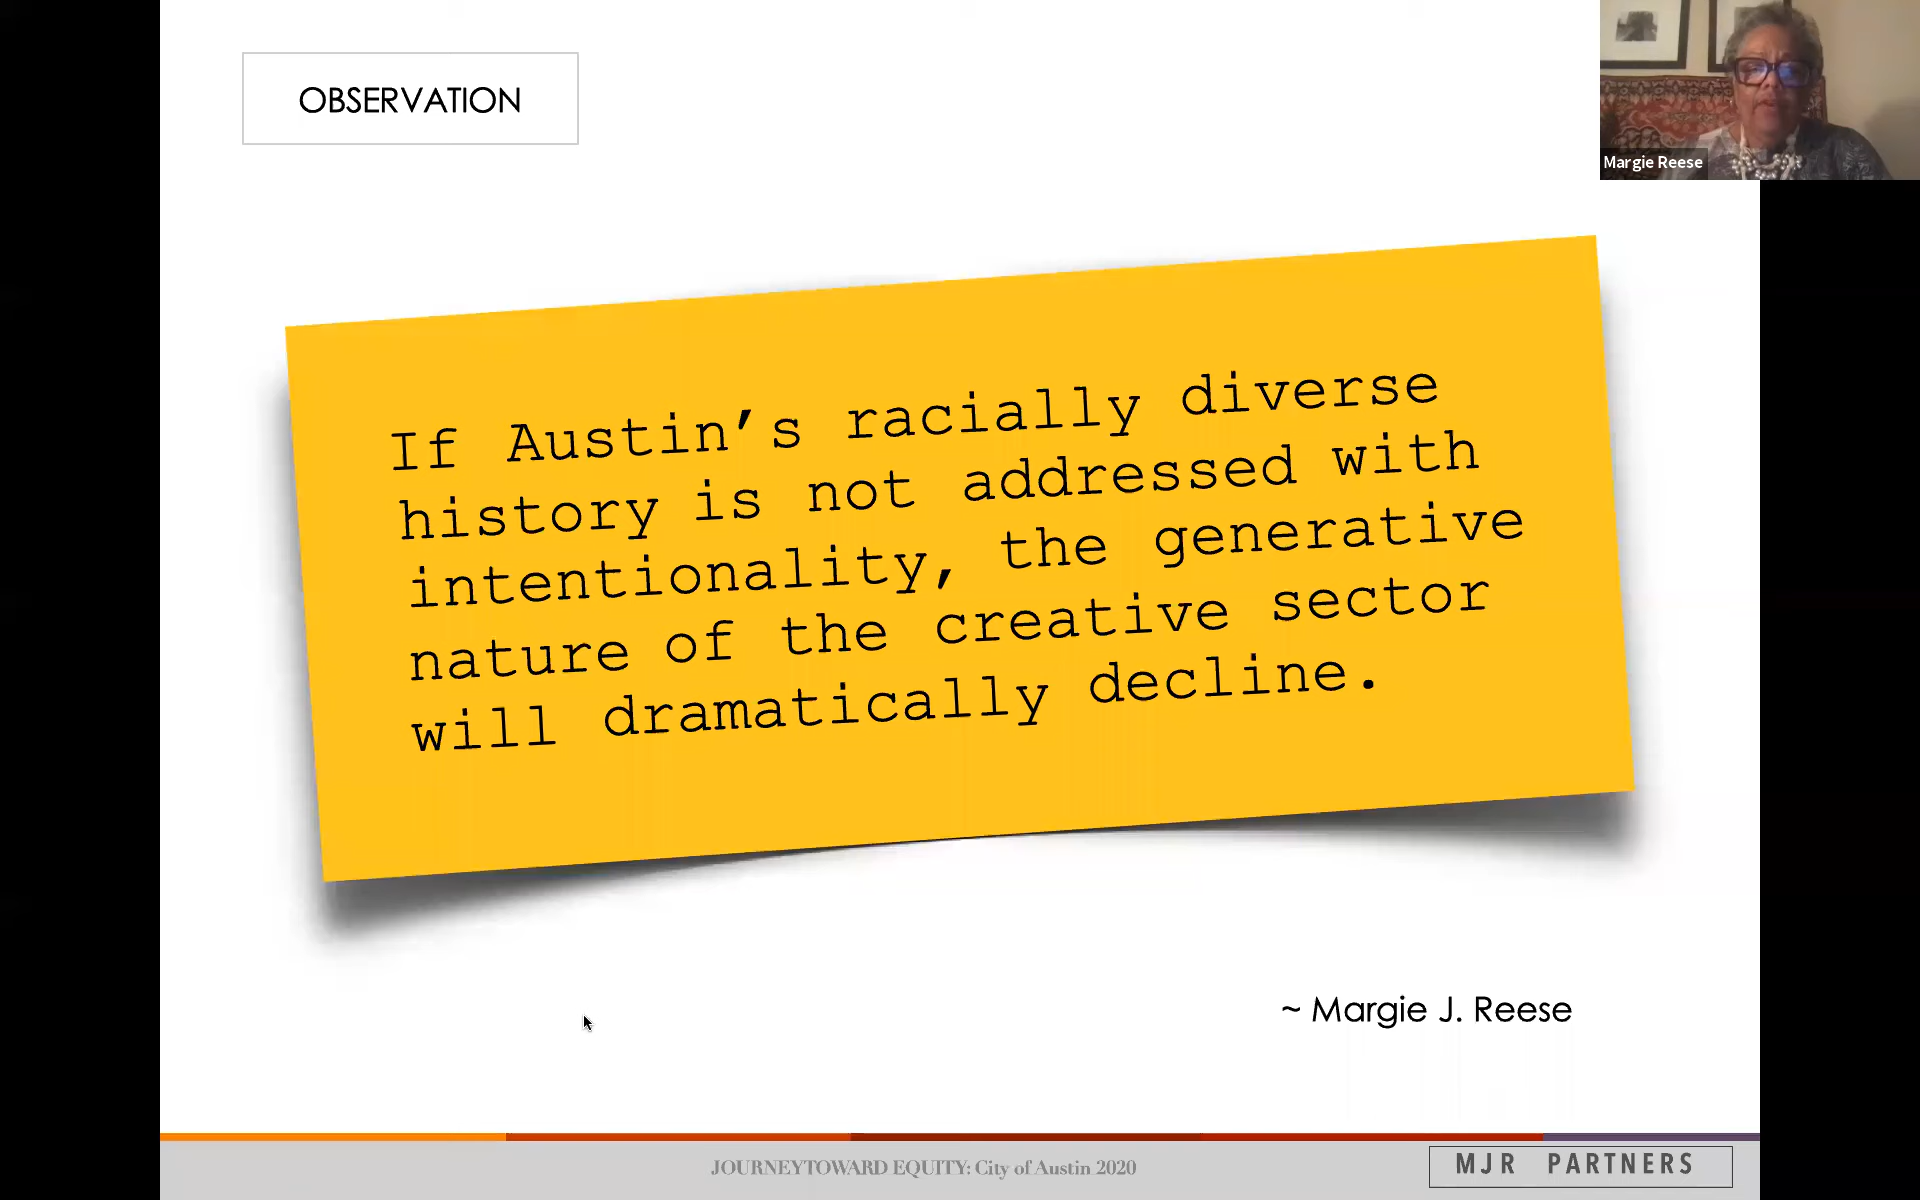 OBSERVATION
Margie Reese
If Austin’s racially diverse
history is not addressed with
intentionality, the generative
nature of the creative sector
will dramatically decline.
~ Margie J. Reese
JOURNEYTOWARD EQUITY: City of Austin 2020
MJR PARTNERS